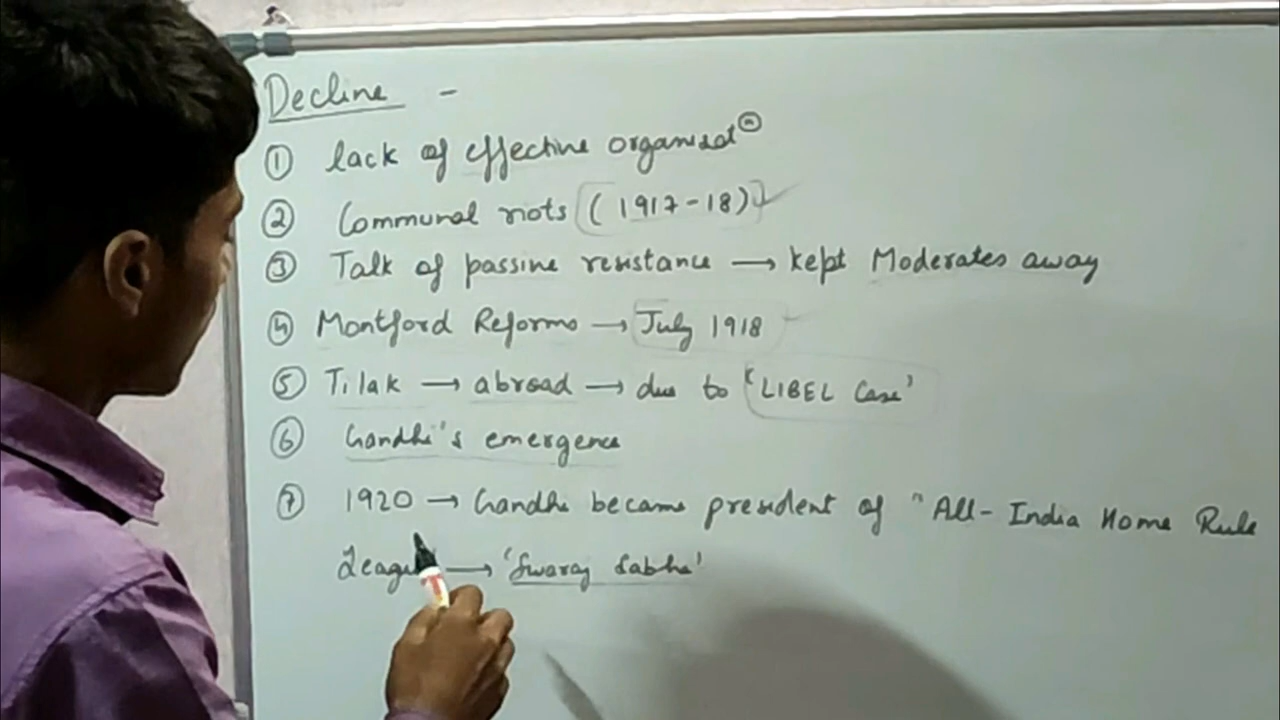 Decline -
① lack of effective organisatⓝ
② Communal riots (1917-18)
③ Talk of passive resistance → kept Moderates away
④ Montford Reforms → July 1918
⑤ Tilak → abroad → due to 'LIBEL Case'
⑥ Gandhi's emergence
⑦ 1920 → Gandhi became president of "All-India Home Rule
League → 'Swaraj Sabha'